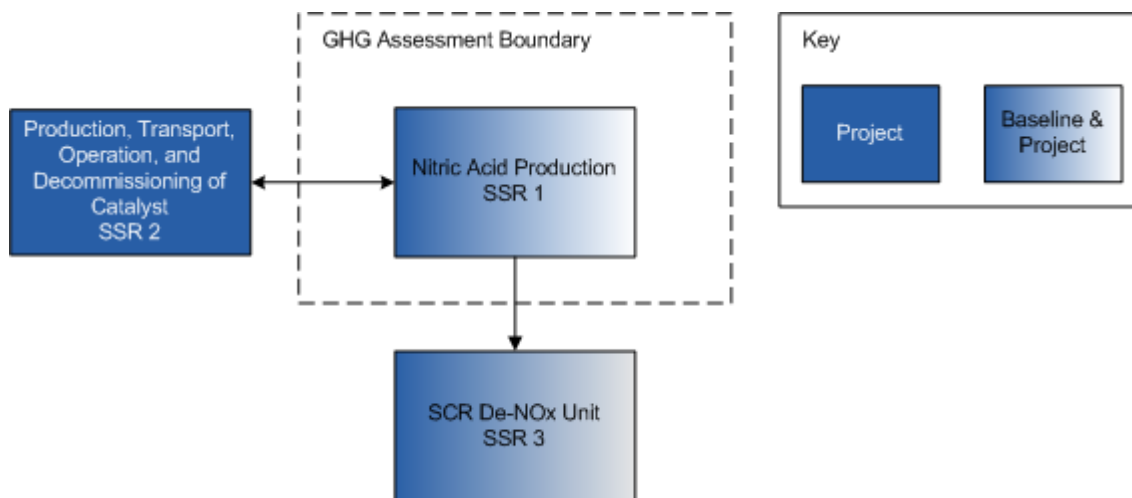 GHG Assessment Boundary
Key
Production, Transport,
Operation, and
Decommissioning of
Catalyst
SSR 2
Nitric Acid Production
SSR 1
Project
Baseline &
Project
SCR De-NOx Unit
SSR 3